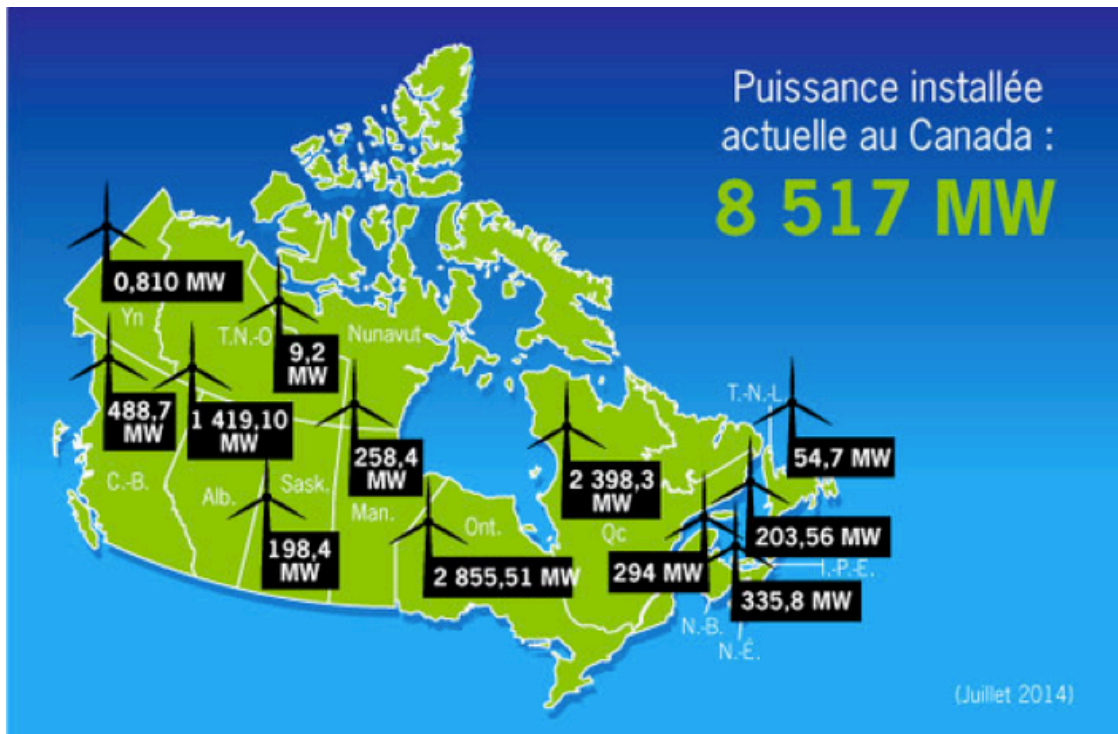 Puissance installée
actuelle au Canada :
8 517 MW
0,810 MW
Yn
T.N.-O
Nunavut
9,2
MW
488,7
MW
1 419,10
MW
258,4
MW
2 398,3
MW
T.-N.-L.
54,7 MW
C.-B.
Alb.
Sask.
Man.
Ont.
Qc
198,4
MW
2 855,51 MW
294 MW
203,56 MW
I.-P.-E.
335,8 MW
N.-B.
N.-É.
(Juillet 2014)